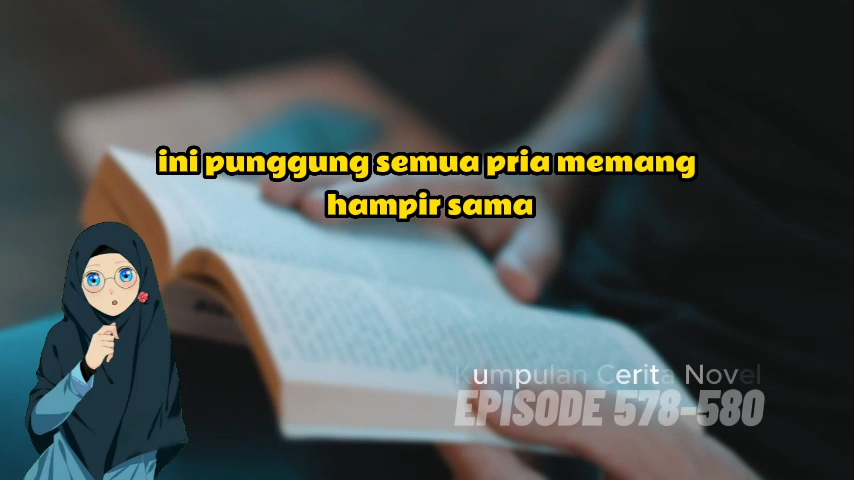 ini punggung semua pria memang
hampir sama
Kumpulan Cerita Novel
EPISODE 578-580